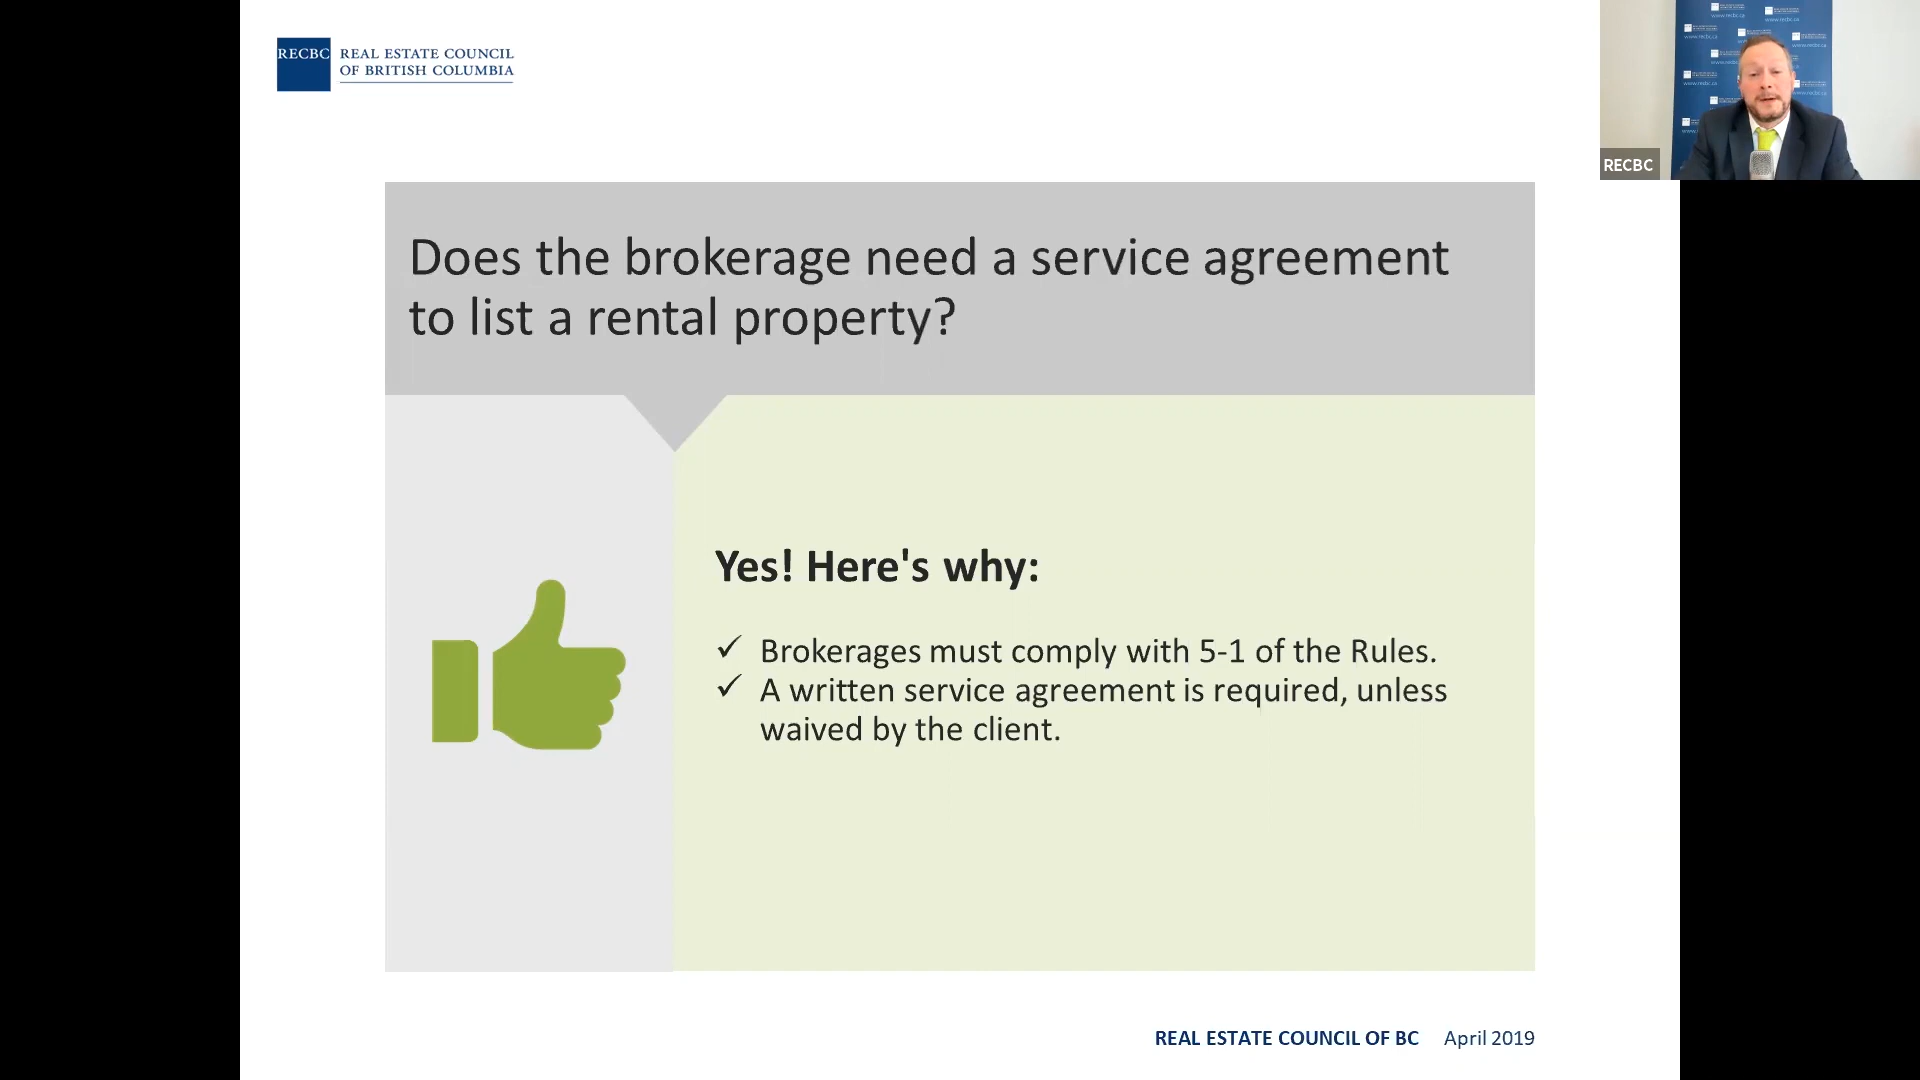 RECBC
REAL ESTATE COUNCIL
OF BRITISH COLUMBIA
RECBC
Does the brokerage need a service agreement
to list a rental property?
Yes! Here's why:
✓ Brokerages must comply with 5-1 of the Rules.
✓ A written service agreement is required, unless
waived by the client.
REAL ESTATE COUNCIL OF BC April 2019